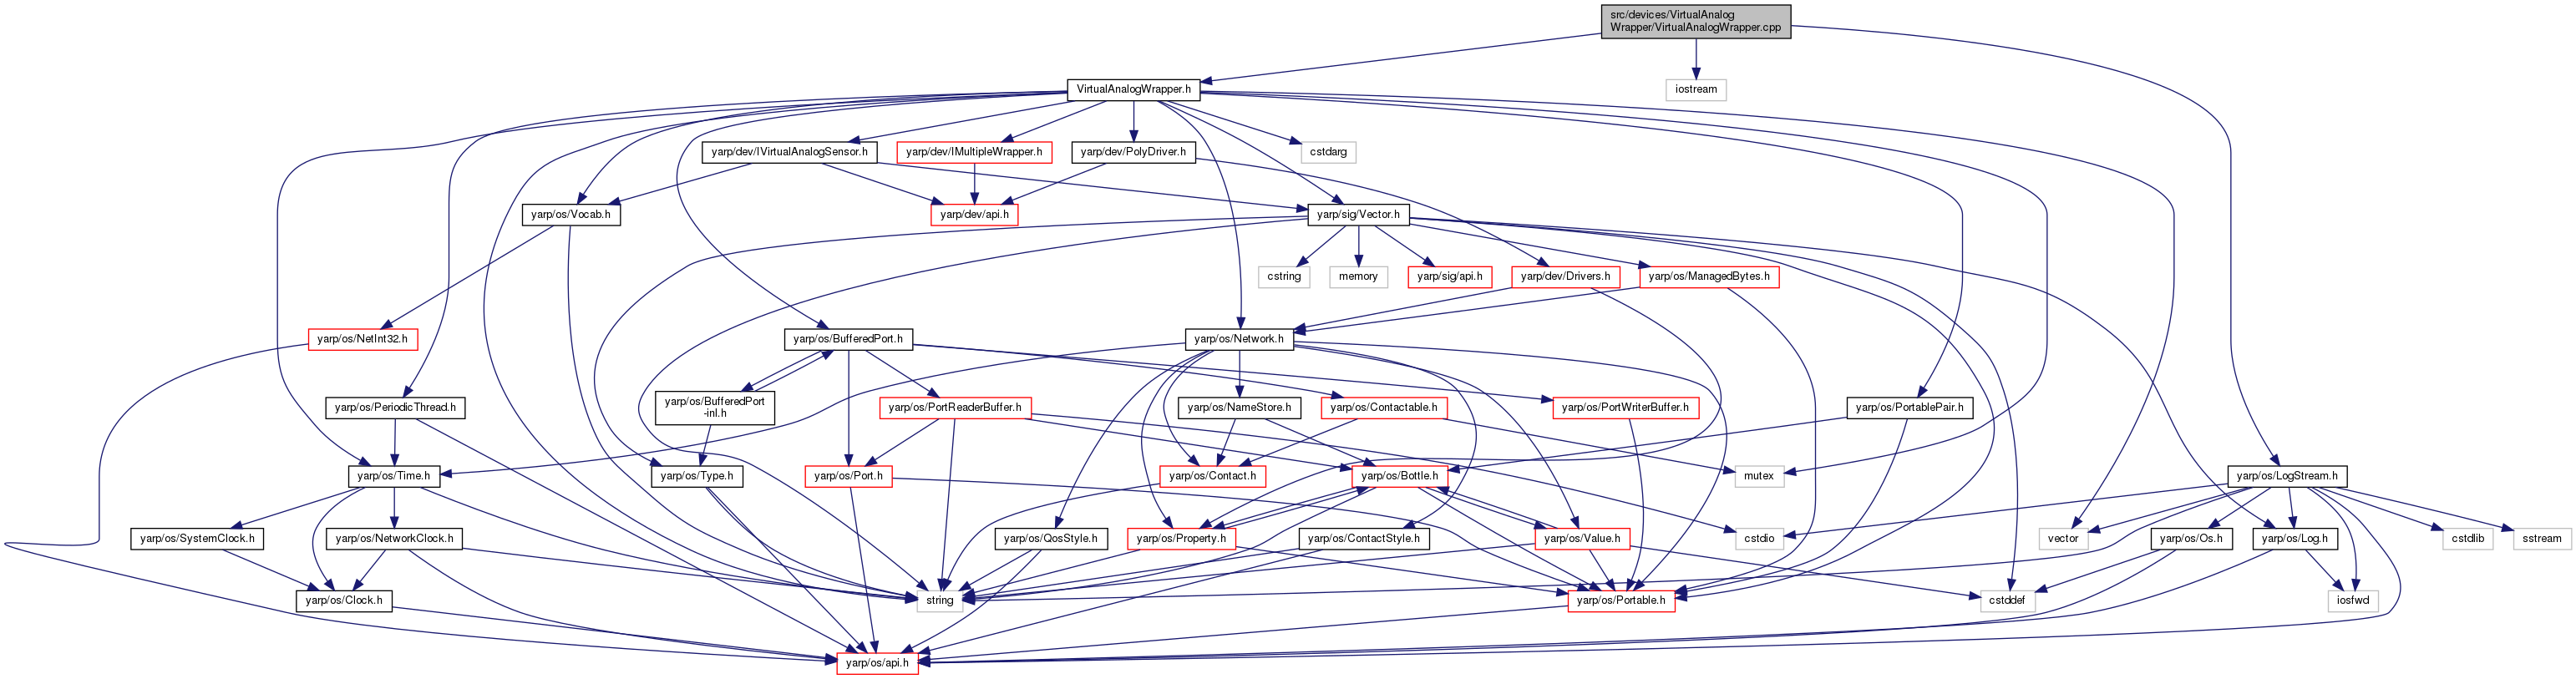 src/devices/VirtualAnalog
Wrapper/VirtualAnalogWrapper.cpp
VirtualAnalogWrapper.h
iostream
yarp/dev/IVirtualAnalogSensor.h
yarp/dev/IMultipleWrapper.h
yarp/dev/PolyDriver.h
cstdarg
yarp/os/Vocab.h
yarp/dev/api.h
yarp/sig/Vector.h
cstring
memory
yarp/sig/api.h
yarp/dev/Drivers.h
yarp/os/ManagedBytes.h
yarp/os/NetInt32.h
yarp/os/BufferedPort.h
yarp/os/Network.h
yarp/os/PeriodicThread.h
yarp/os/BufferedPort
-inl.h
yarp/os/PortReaderBuffer.h
yarp/os/NameStore.h
yarp/os/Contactable.h
yarp/os/PortWriterBuffer.h
yarp/os/PortablePair.h
yarp/os/Time.h
yarp/os/Type.h
yarp/os/Port.h
yarp/os/Contact.h
yarp/os/Bottle.h
mutex
yarp/os/LogStream.h
yarp/os/SystemClock.h
yarp/os/NetworkClock.h
yarp/os/QosStyle.h
yarp/os/Property.h
yarp/os/ContactStyle.h
yarp/os/Value.h
cstdio
vector
yarp/os/Os.h
yarp/os/Log.h
cstdlib
sstream
yarp/os/Clock.h
string
yarp/os/Portable.h
cstddef
iosfwd
yarp/os/api.h